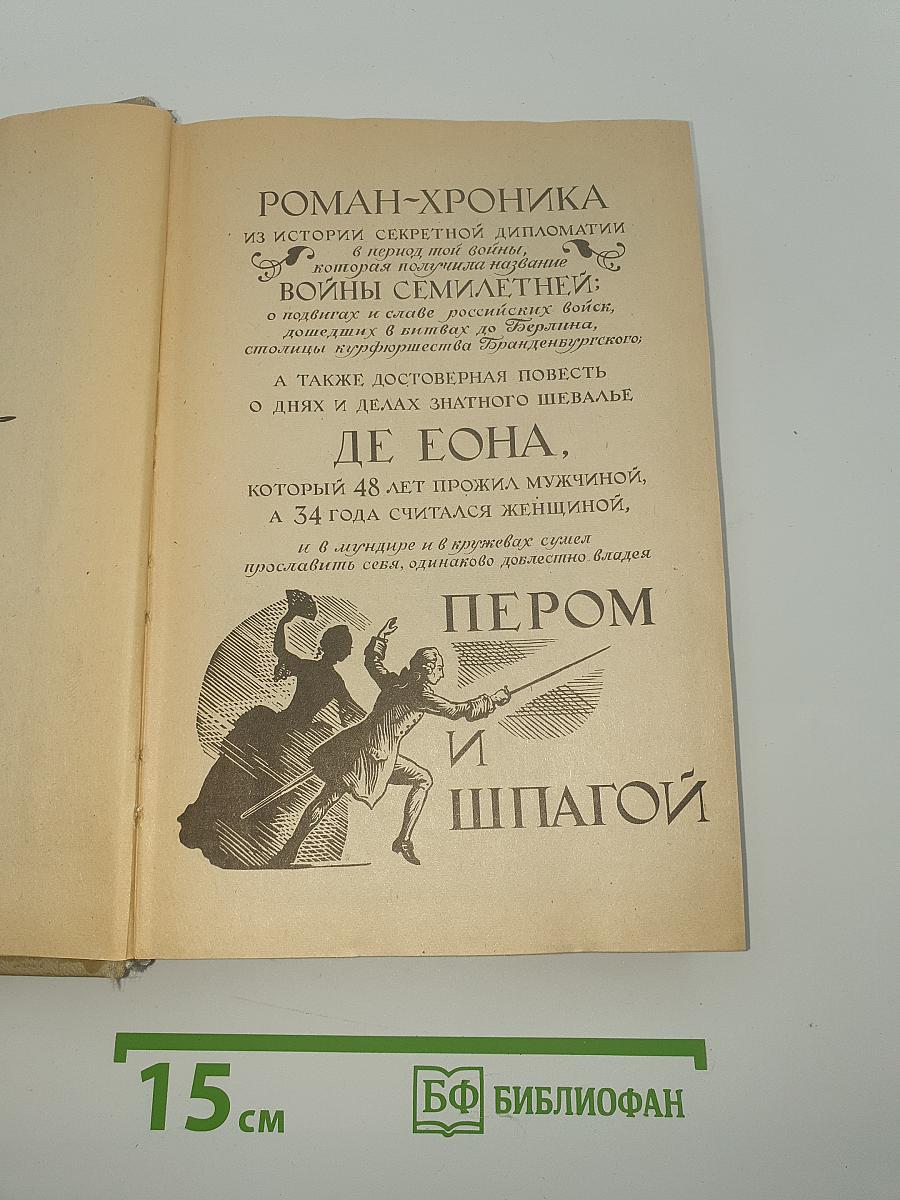 РОМАН~ХРОНИКА
ИЗ ИСТОРИИ СЕКРЕТНОЙ ДИПЛОМАТИИ
в период той войны,
которая получила название
ВОЙНЫ СЕМИЛЕТНЕЙ;
о подвигах и славе российских войск,
дошедших в битвах до Берлина,
столицы курфюршества Бранденбургского;
А ТАКЖЕ ДОСТОВЕРНАЯ ПОВЕСТЬ
О ДНЯХ И ДЕЛАХ ЗНАТНОГО ШЕВАЛЬЕ
ДЕ ЕОНА,
КОТОРЫЙ 48 ЛЕТ ПРОЖИЛ МУЖЧИНОЙ,
А 34 ГОДА СЧИТАЛСЯ ЖЕНЩИНОЙ,
и в мундире и в кружевах сумел
прославить себя, одинаково доблестно владея
ПЕРОМ
И
ШПАГОЙ
15 см
БФ БИБЛИОФАН